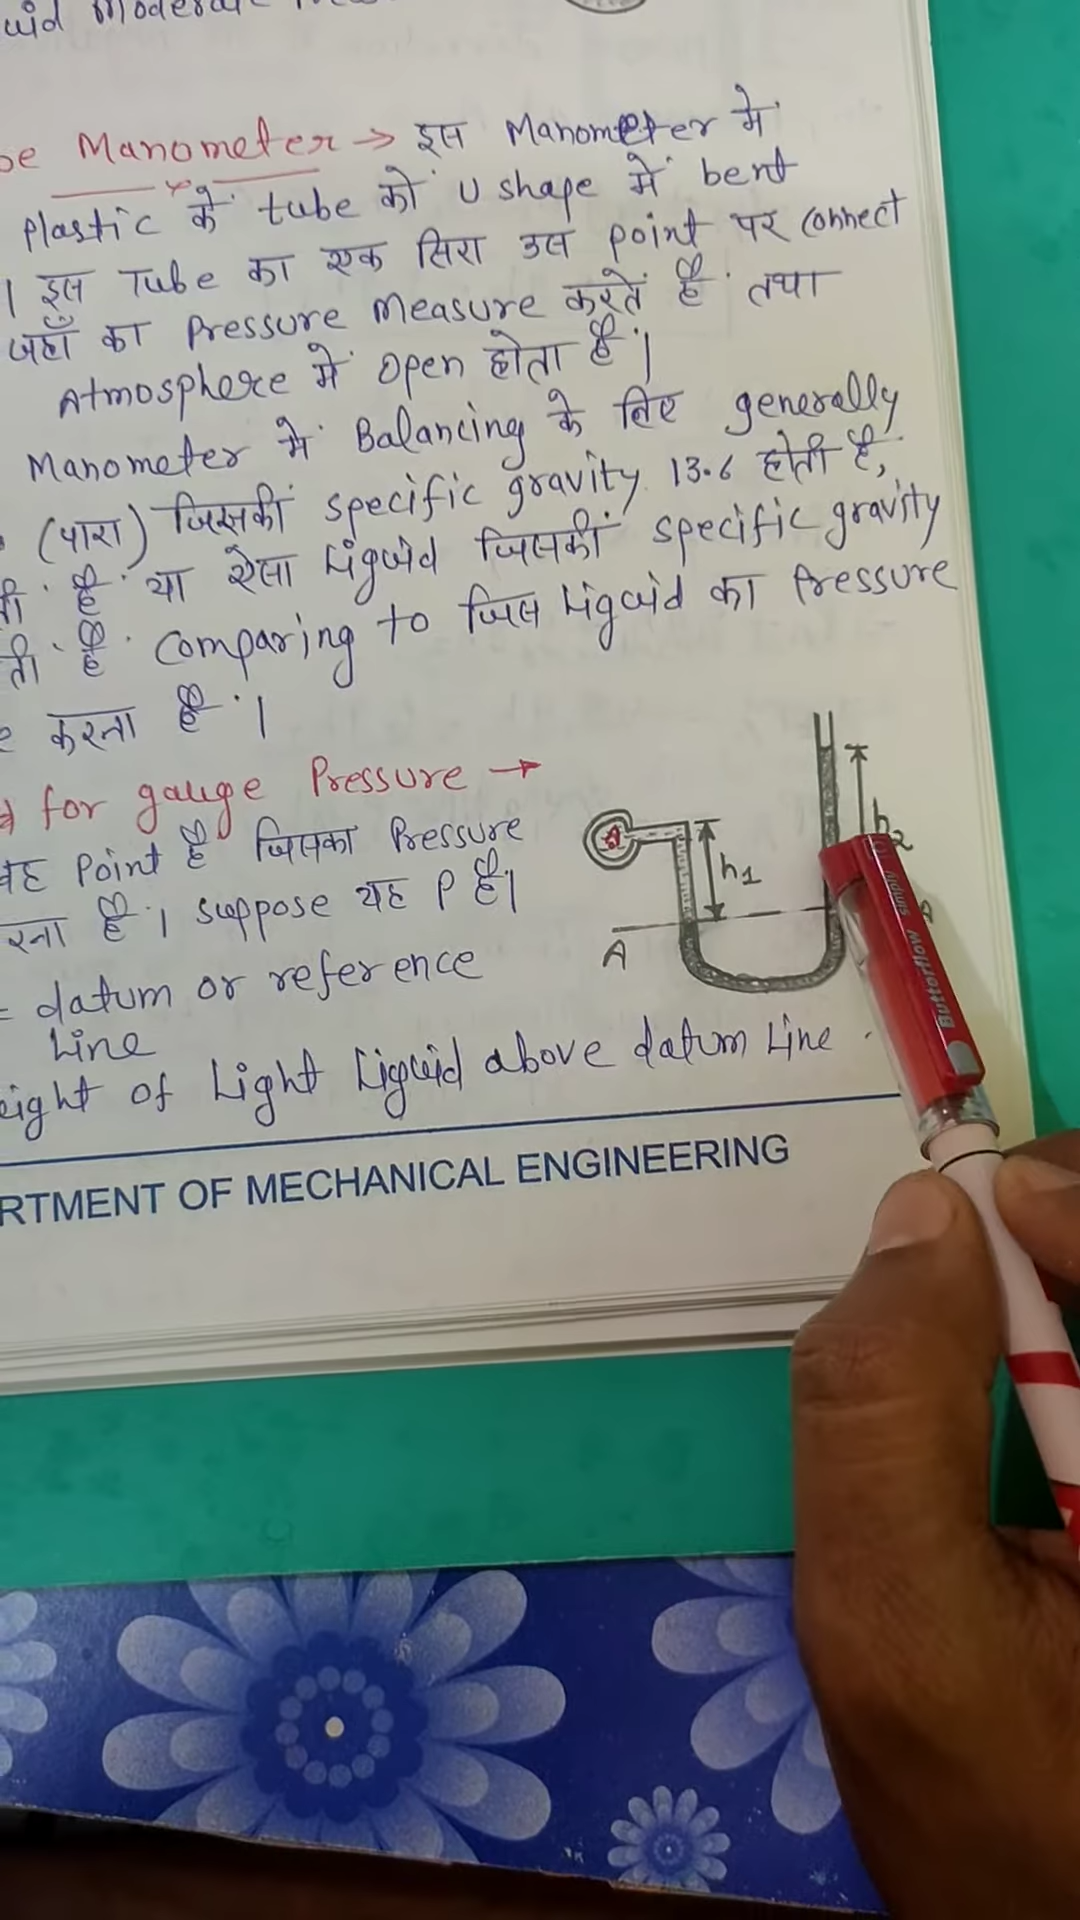 Manometer → इस Manometer में
Plastic के tube को U shape में bent
। इस Tube का एक सिरा उस point पर connect
जहाँ का Pressure Measure करतें हैं तथा
Atmosphere में open होता हैं।
Manometer में Balancing के लिए generally
(पारा) जिसकीं specific gravity 13.6 होती हैं,
हैं या ऐसा Liquid जिसकीं specific gravity
हैं comparing to जिस Liquid का Pressure
करना हैं।
for gauge Pressure →
Point हैं जिसका Pressure
हैं। suppose यह P हैं।
= datum or reference
Line
of Light Liquid above datum Line
A
h1
h2
A
RTMENT OF MECHANICAL ENGINEERING
Butterflow simply